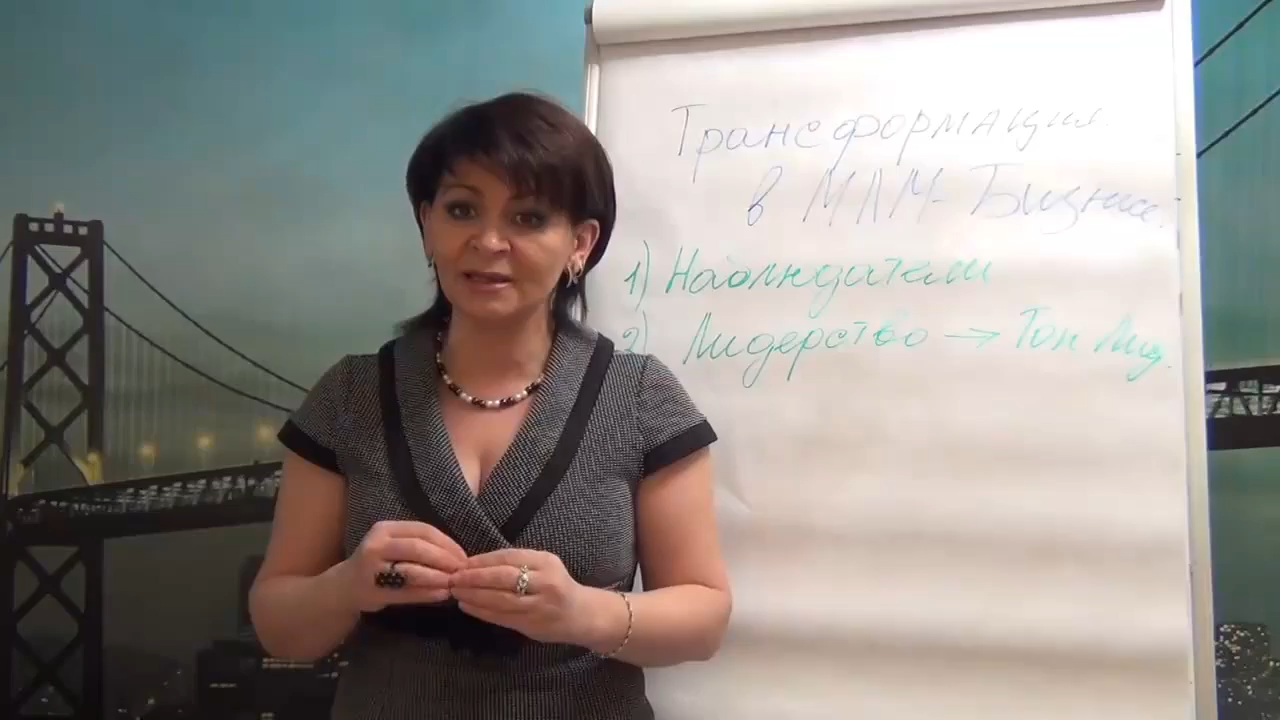 Трансформация
в МЛМ-Бизнесе.
1) Наблюдатели
2) Лидерство → Топ Лид.